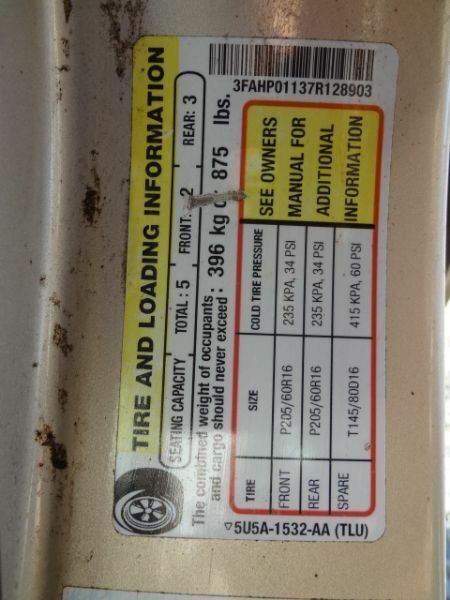 TIRE AND LOADING INFORMATION
SEATING CAPACITY TOTAL : 5 FRONT: 2 REAR: 3
The combined weight of occupants
and cargo should never exceed : 396 kg or 875 lbs.
TIRE SIZE COLD TIRE PRESSURE
FRONT P205/60R16 235 KPA, 34 PSI
REAR P205/60R16 235 KPA, 34 PSI
SPARE T145/80D16 415 KPA, 60 PSI
SEE OWNERS
MANUAL FOR
ADDITIONAL
INFORMATION
3FAHP01137R128903
▽5U5A-1532-AA (TLU)